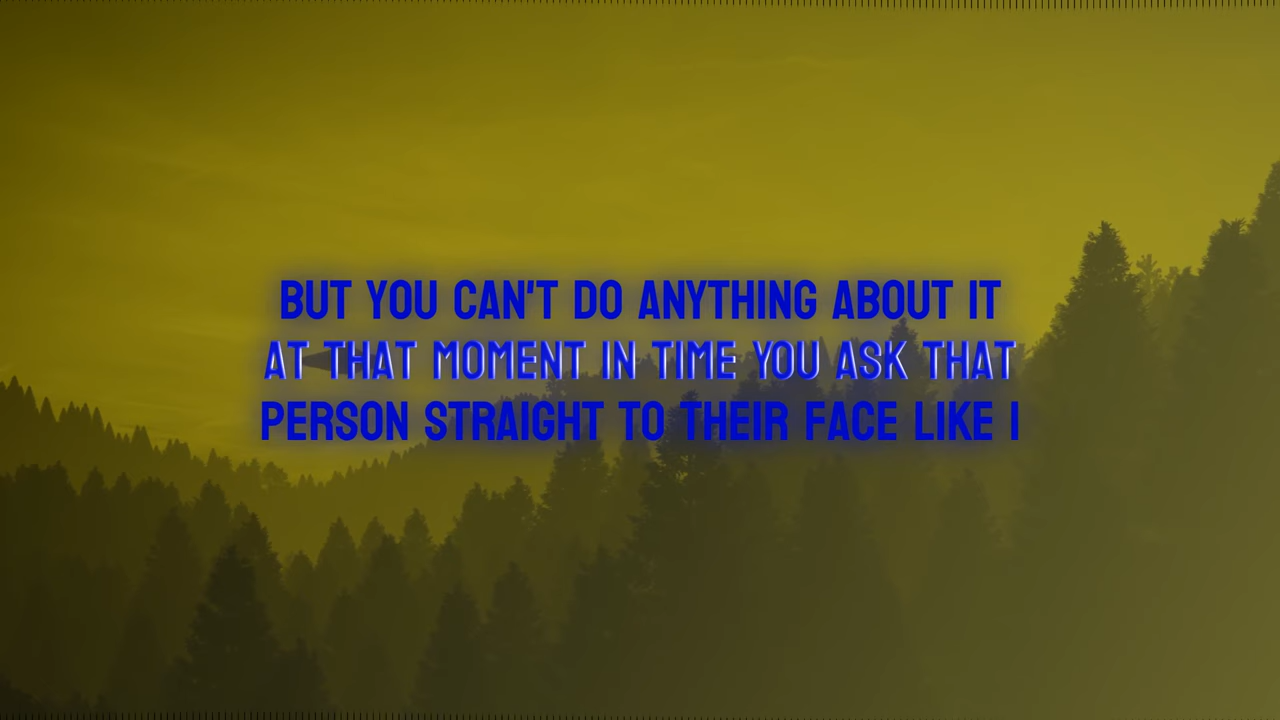 BUT YOU CAN'T DO ANYTHING ABOUT IT
AT THAT MOMENT IN TIME YOU ASK THAT
PERSON STRAIGHT TO THEIR FACE LIKE I